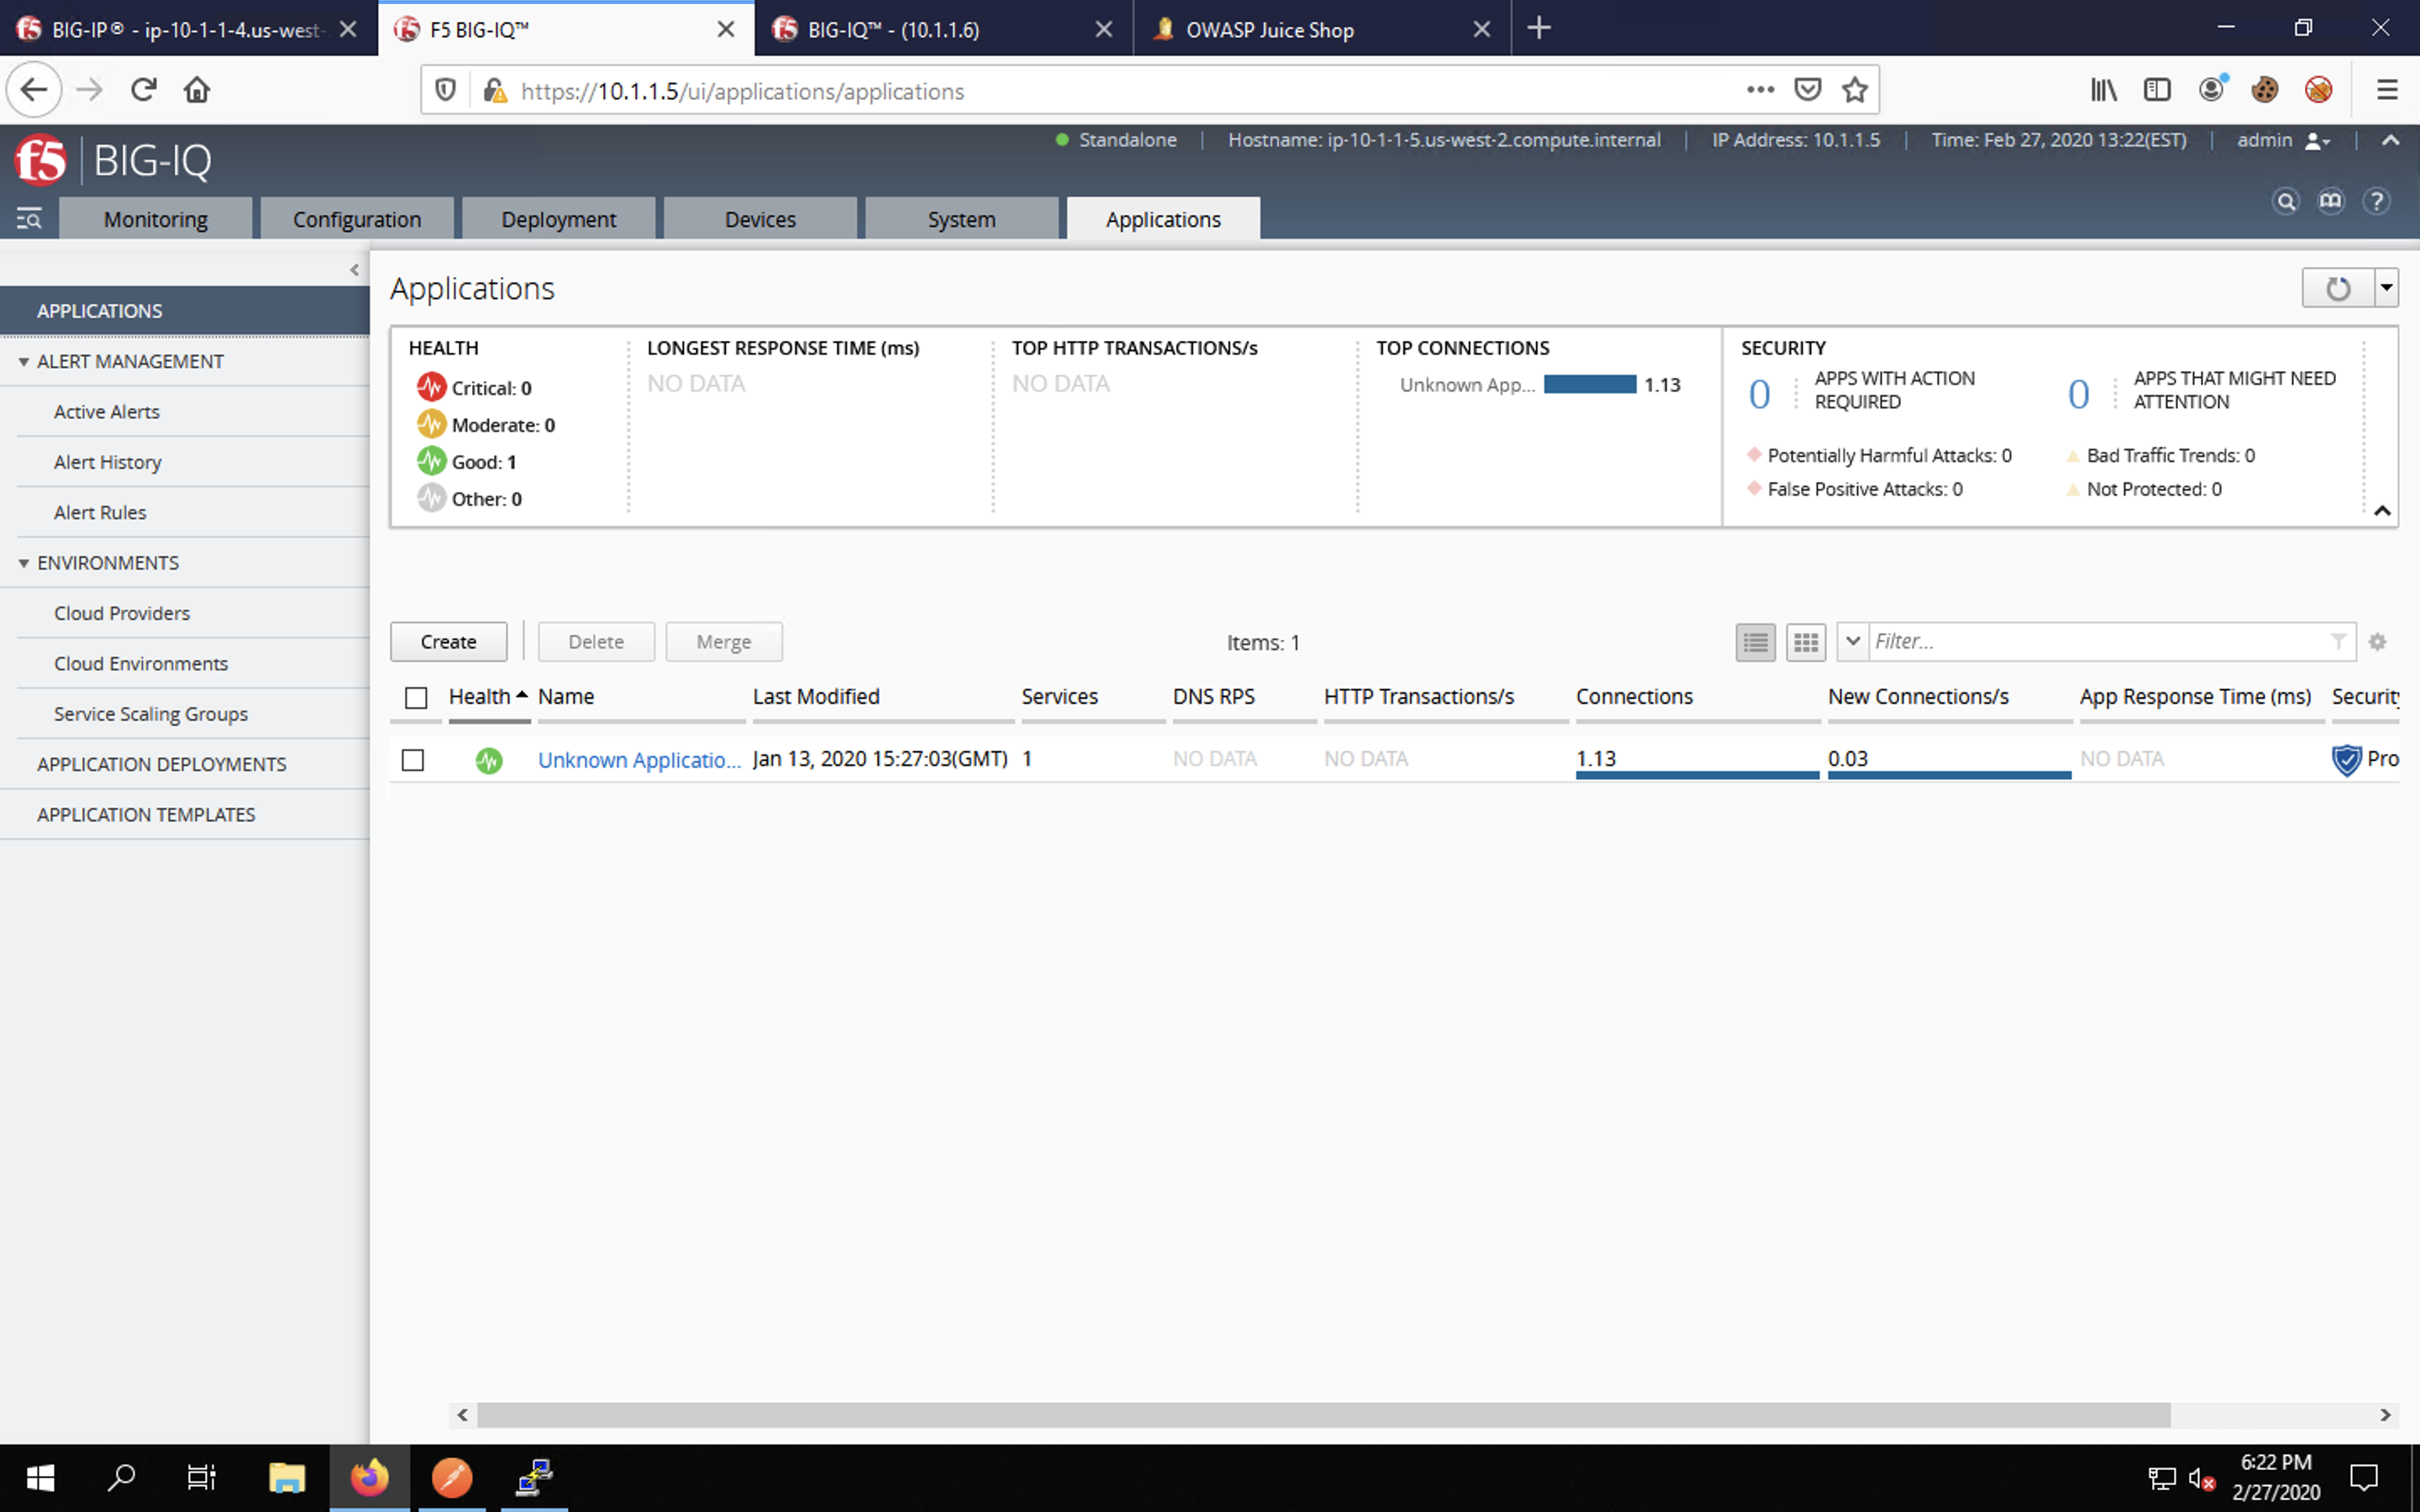 BIG-IP® - ip-10-1-1-4.us-west-
F5 BIG-IQ™
BIG-IQ™ - (10.1.1.6)
OWASP Juice Shop
https://10.1.1.5/ui/applications/applications
f5 BIG-IQ
Standalone
Hostname: ip-10-1-1-5.us-west-2.compute.internal
IP Address: 10.1.1.5
Time: Feb 27, 2020 13:22(EST)
admin
Monitoring
Configuration
Deployment
Devices
System
Applications
?
APPLICATIONS
ALERT MANAGEMENT
Active Alerts
Alert History
Alert Rules
ENVIRONMENTS
Cloud Providers
Cloud Environments
Service Scaling Groups
APPLICATION DEPLOYMENTS
APPLICATION TEMPLATES
Applications
HEALTH
Critical: 0
Moderate: 0
Good: 1
Other: 0
LONGEST RESPONSE TIME (ms)
NO DATA
TOP HTTP TRANSACTIONS/s
NO DATA
TOP CONNECTIONS
Unknown App... 1.13
SECURITY
0 APPS WITH ACTION
REQUIRED
Potentially Harmful Attacks: 0
False Positive Attacks: 0
0 APPS THAT MIGHT NEED
ATTENTION
Bad Traffic Trends: 0
Not Protected: 0
Create
Delete
Merge
Items: 1
Filter...
Health Name Last Modified Services DNS RPS HTTP Transactions/s Connections New Connections/s App Response Time (ms) Security
Unknown Applicatio... Jan 13, 2020 15:27:03(GMT) 1 NO DATA NO DATA 1.13 0.03 NO DATA Pro
6:22 PM
2/27/2020